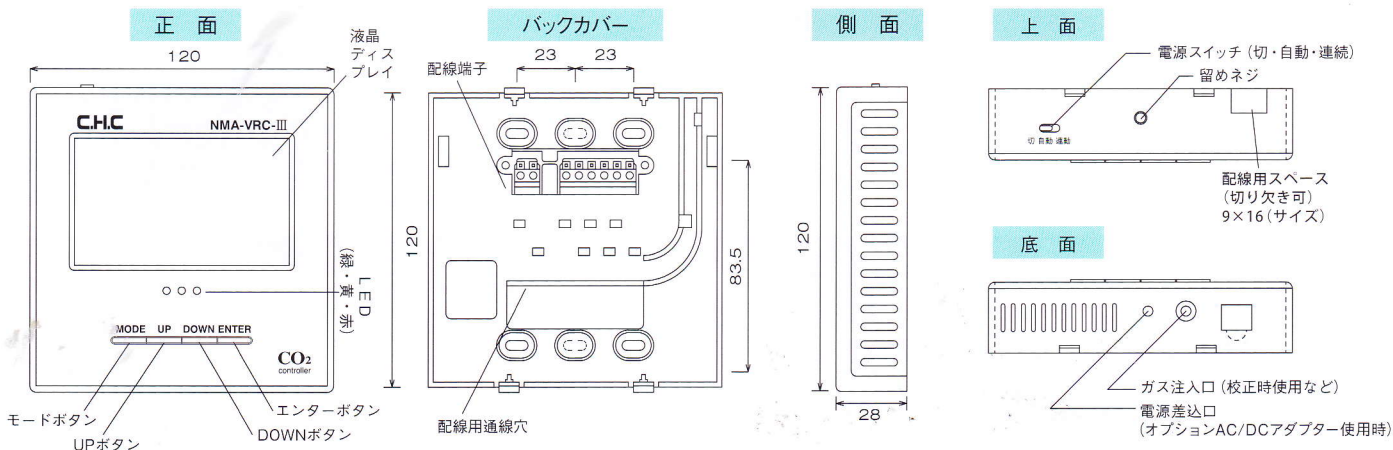 正 面
120
液晶
ディス
プレイ
C.H.C
NMA-VRC-Ⅲ
LED
(緑・黄・赤)
MODE UP DOWN ENTER
CO2
controller
モードボタン
UPボタン
DOWNボタン
エンターボタン
120
バックカバー
23 23
配線端子
83.5
配線用通線穴
側 面
120
28
上 面
電源スイッチ(切・自動・連続)
留めネジ
切 自動 連動
配線用スペース
(切り欠き可)
9×16(サイズ)
底 面
ガス注入口(校正時使用など)
電源差込口
(オプションAC/DCアダプター使用時)